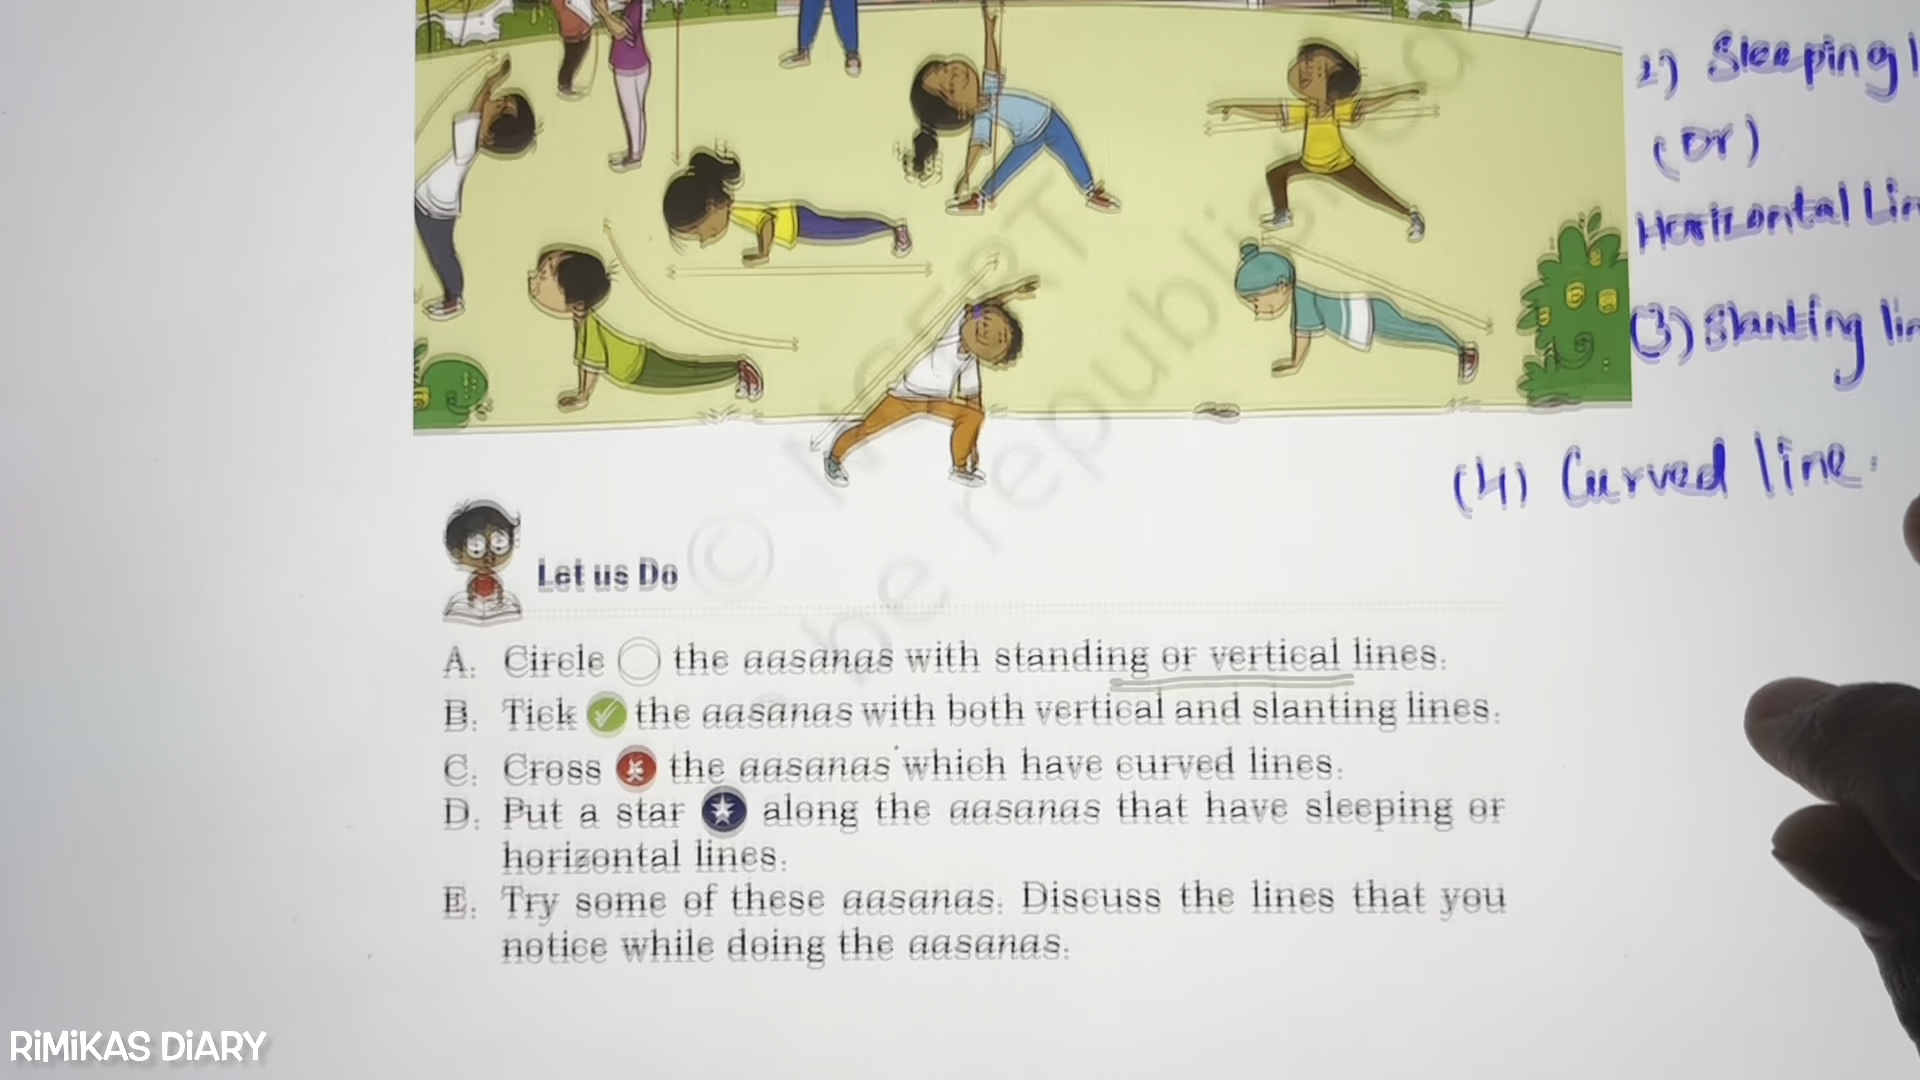 2) Sleeping
(or)
Horizontal Lin
(3) Slanting lin
(4) Curved line.
© NCERT
be republished
Let us Do
A. Circle the aasanas with standing or vertical lines.
B. Tick the aasanas with both vertical and slanting lines.
C. Cross the aasanas which have curved lines.
D. Put a star along the aasanas that have sleeping or
horizontal lines.
E. Try some of these aasanas. Discuss the lines that you
notice while doing the aasanas.
RiMiKAS DiARY